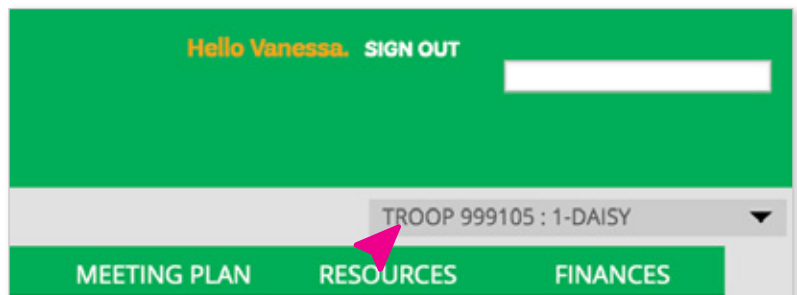 Hello Vanessa. SIGN OUT
TROOP 999105 : 1-DAISY
MEETING PLAN RESOURCES FINANCES